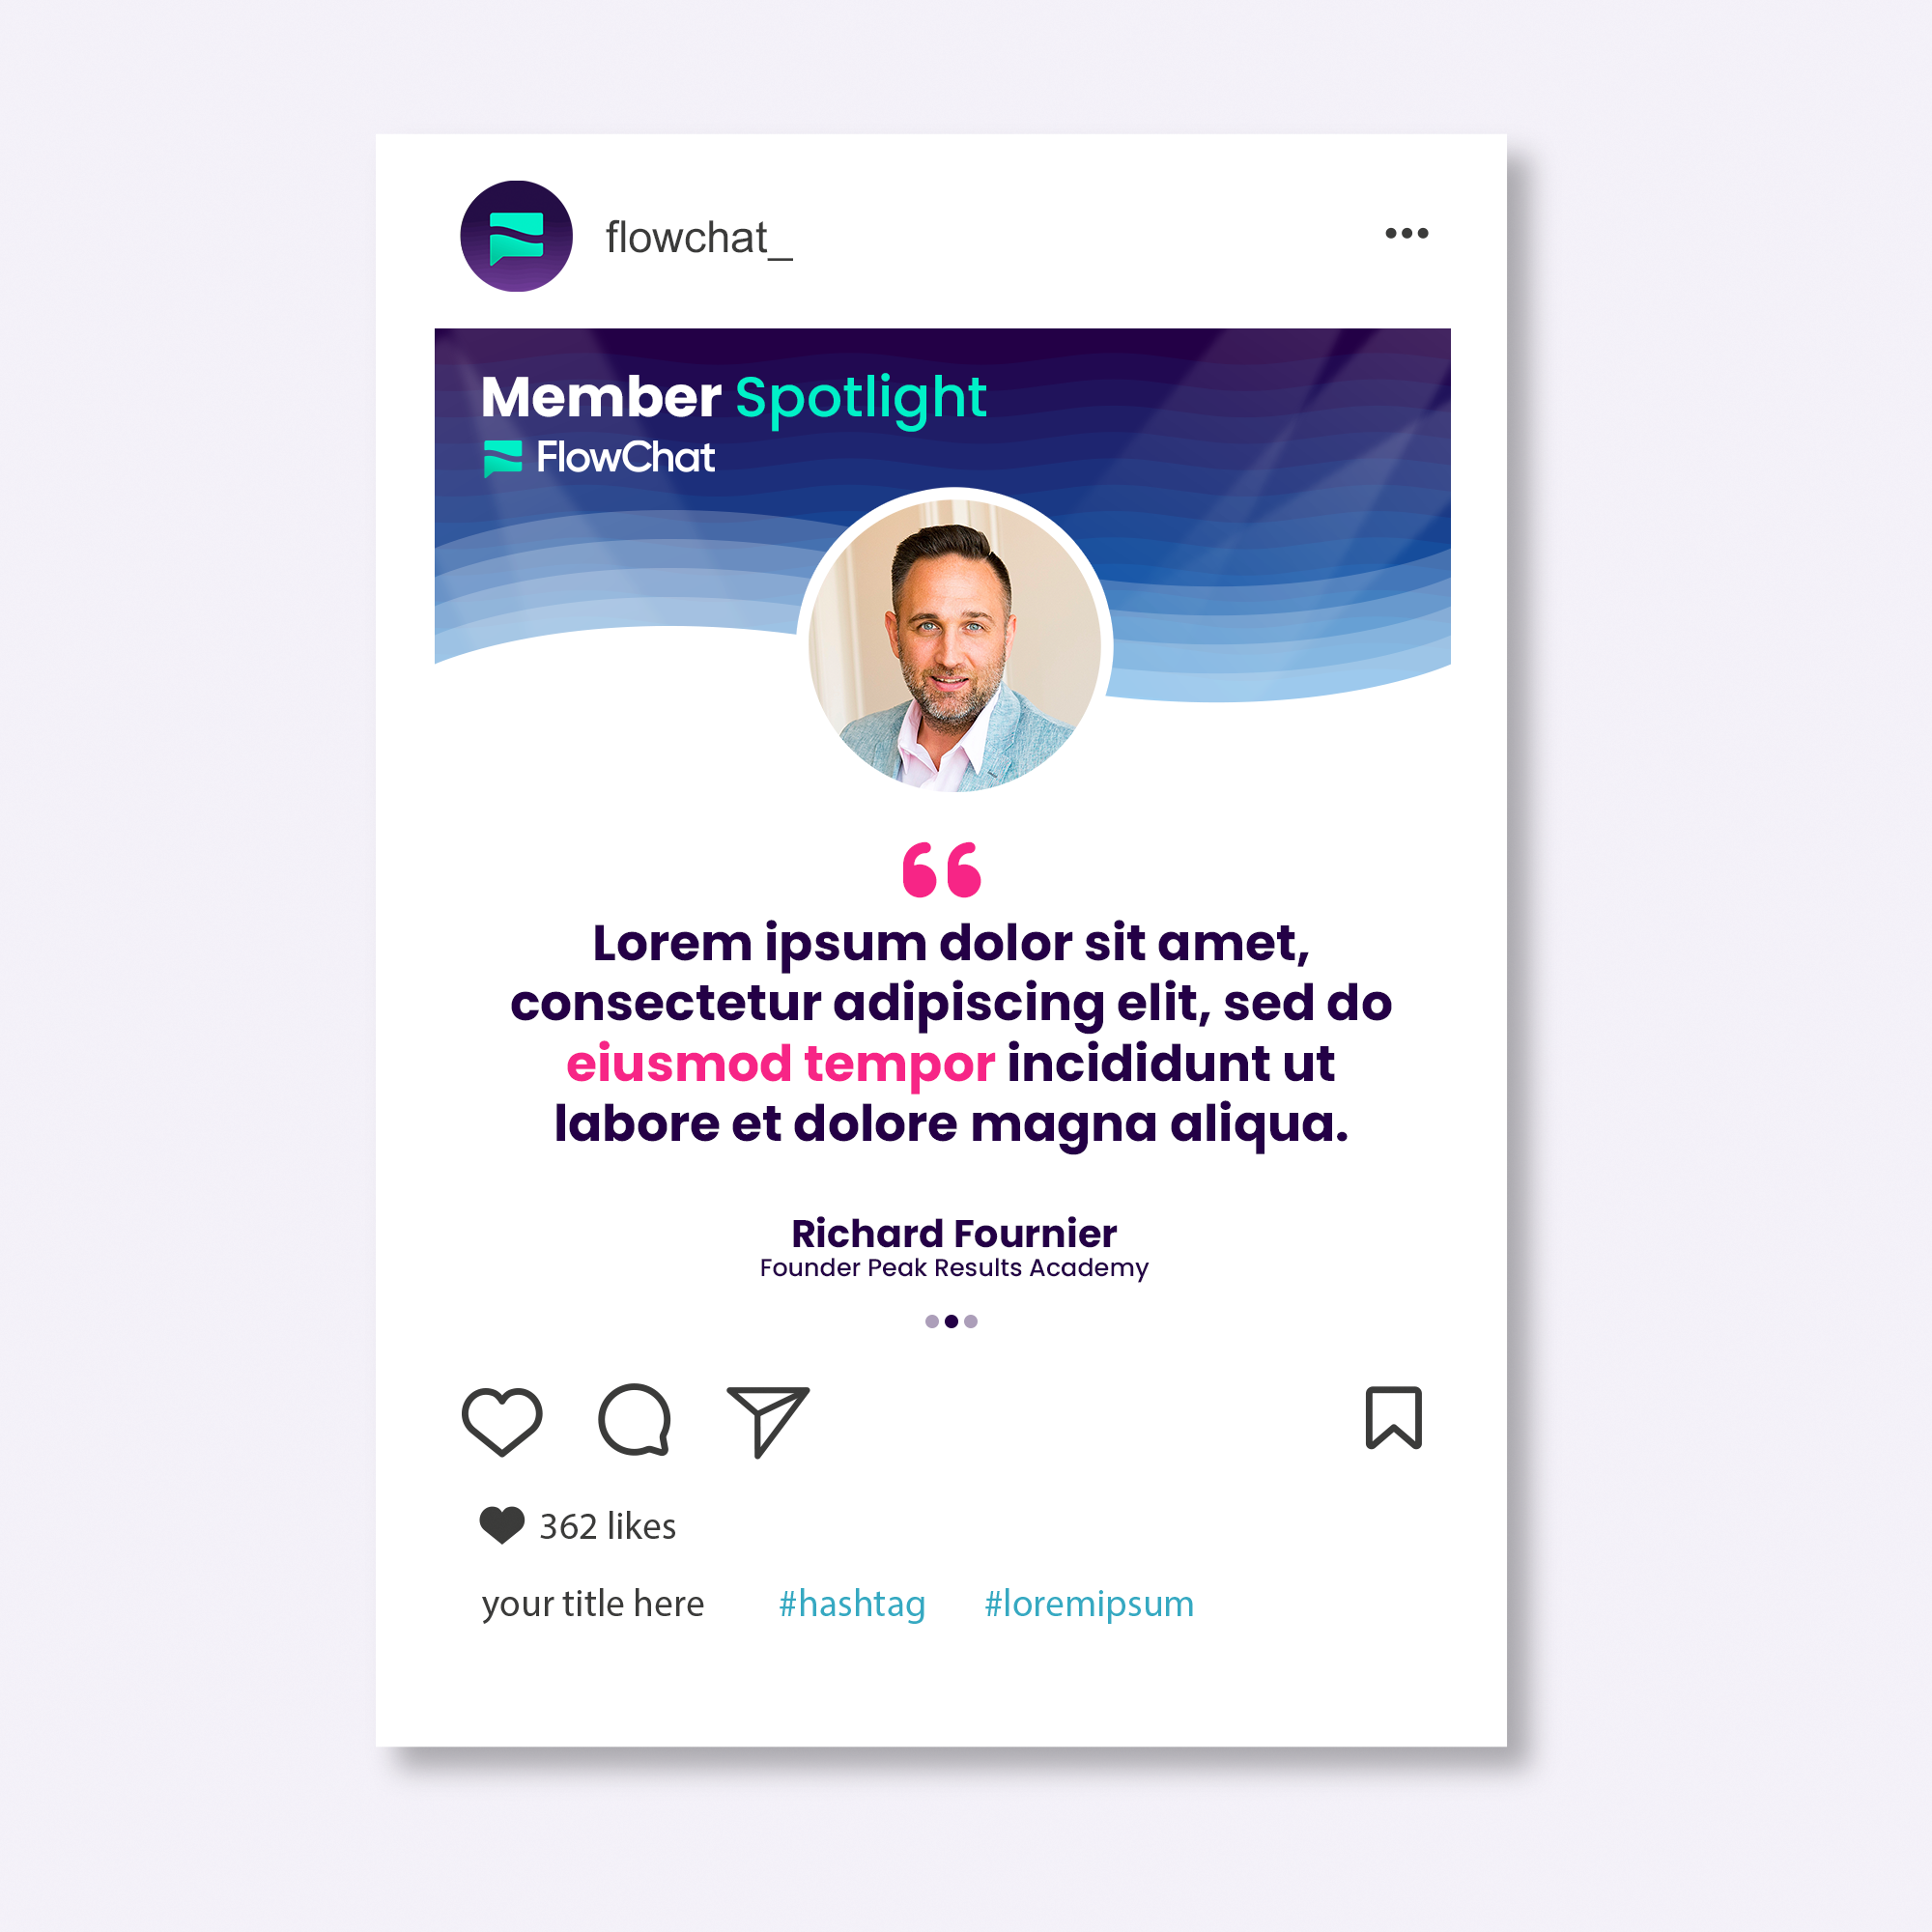 flowchat_
Member Spotlight
FlowChat
Lorem ipsum dolor sit amet,
consectetur adipiscing elit, sed do
eiusmod tempor incididunt ut
labore et dolore magna aliqua.
Richard Fournier
Founder Peak Results Academy
362 likes
your title here #hashtag #loremipsum